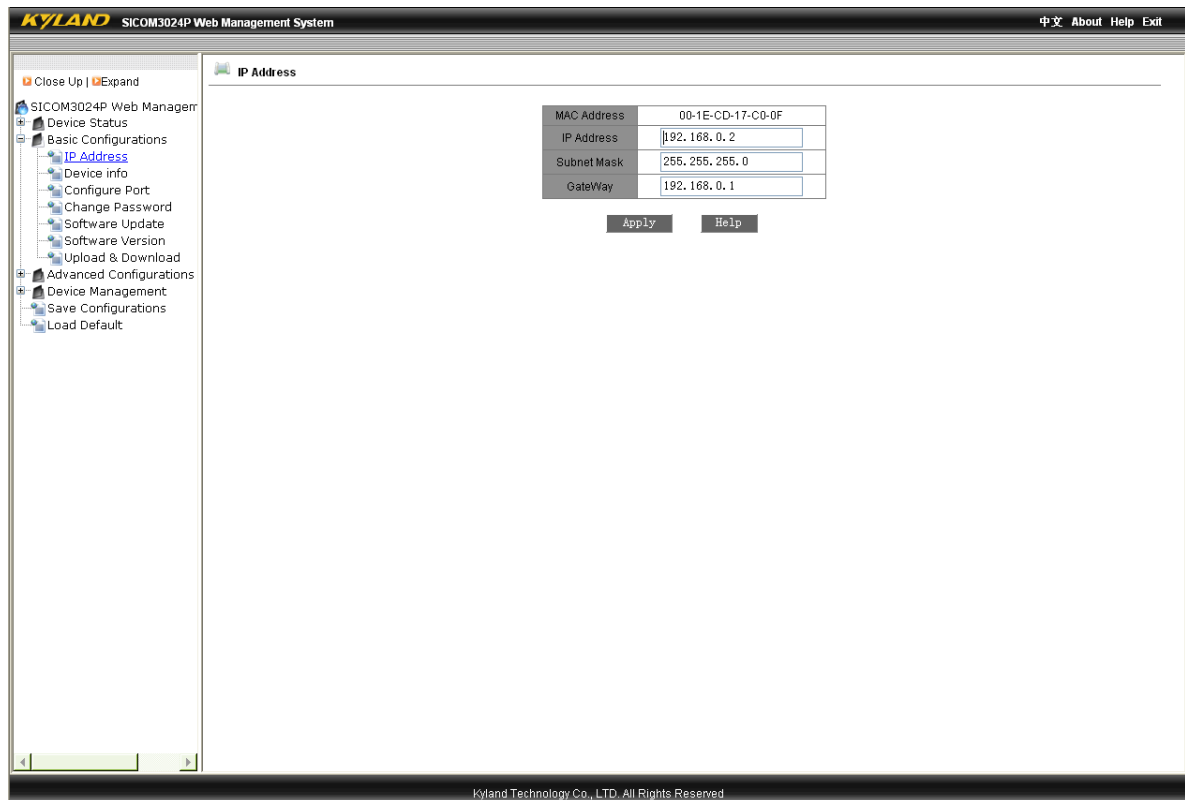 KYLAND SICOM3024P Web Management System
中文 About Help Exit
Close Up | Expand
SICOM3024P Web Managem
Device Status
Basic Configurations
IP Address
Device info
Configure Port
Change Password
Software Update
Software Version
Upload & Download
Advanced Configurations
Device Management
Save Configurations
Load Default
IP Address
MAC Address 00-1E-CD-17-C0-0F
IP Address 192.168.0.2
Subnet Mask 255.255.255.0
GateWay 192.168.0.1
Apply Help
Kyland Technology Co., LTD. All Rights Reserved